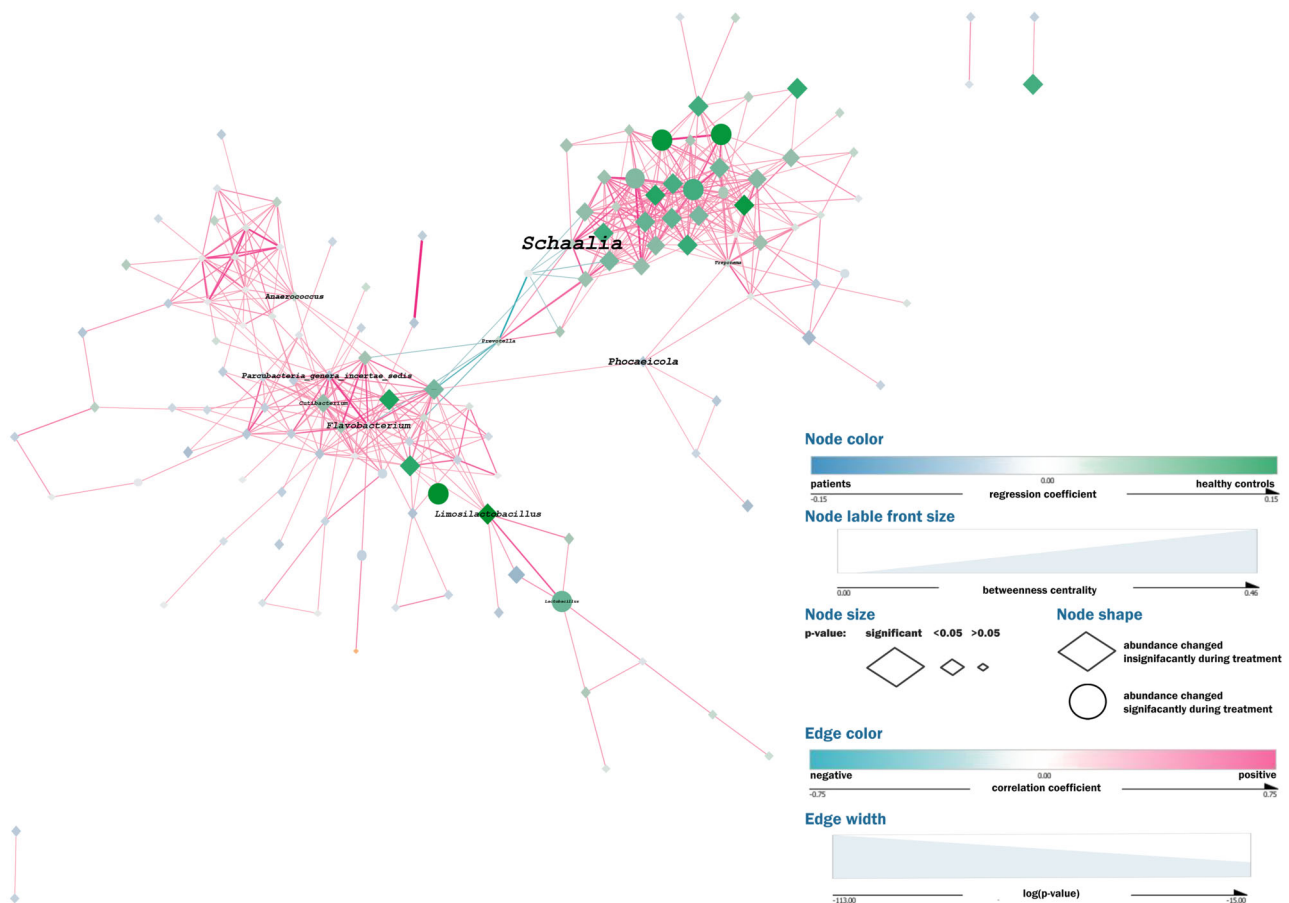 Schaalia
Treponema
Anaerococcus
Prevotella
Phocaeicola
Parcubacteria_genera_incertae_sedis
Cutibacterium
Flavobacterium
Limosilactobacillus
Lactobacillus
Node color
patients
0.00
healthy controls
-0.15
regression coefficient
0.15
Node lable front size
0.00
betweenness centrality
0.46
Node size
p-value: significant <0.05 >0.05
Node shape
abundance changed
insignifacantly during treatment
abundance changed
signifacantly during treatment
Edge color
negative
0.00
positive
-0.75
correlation coefficient
0.75
Edge width
-113.00
log(p-value)
-15.00